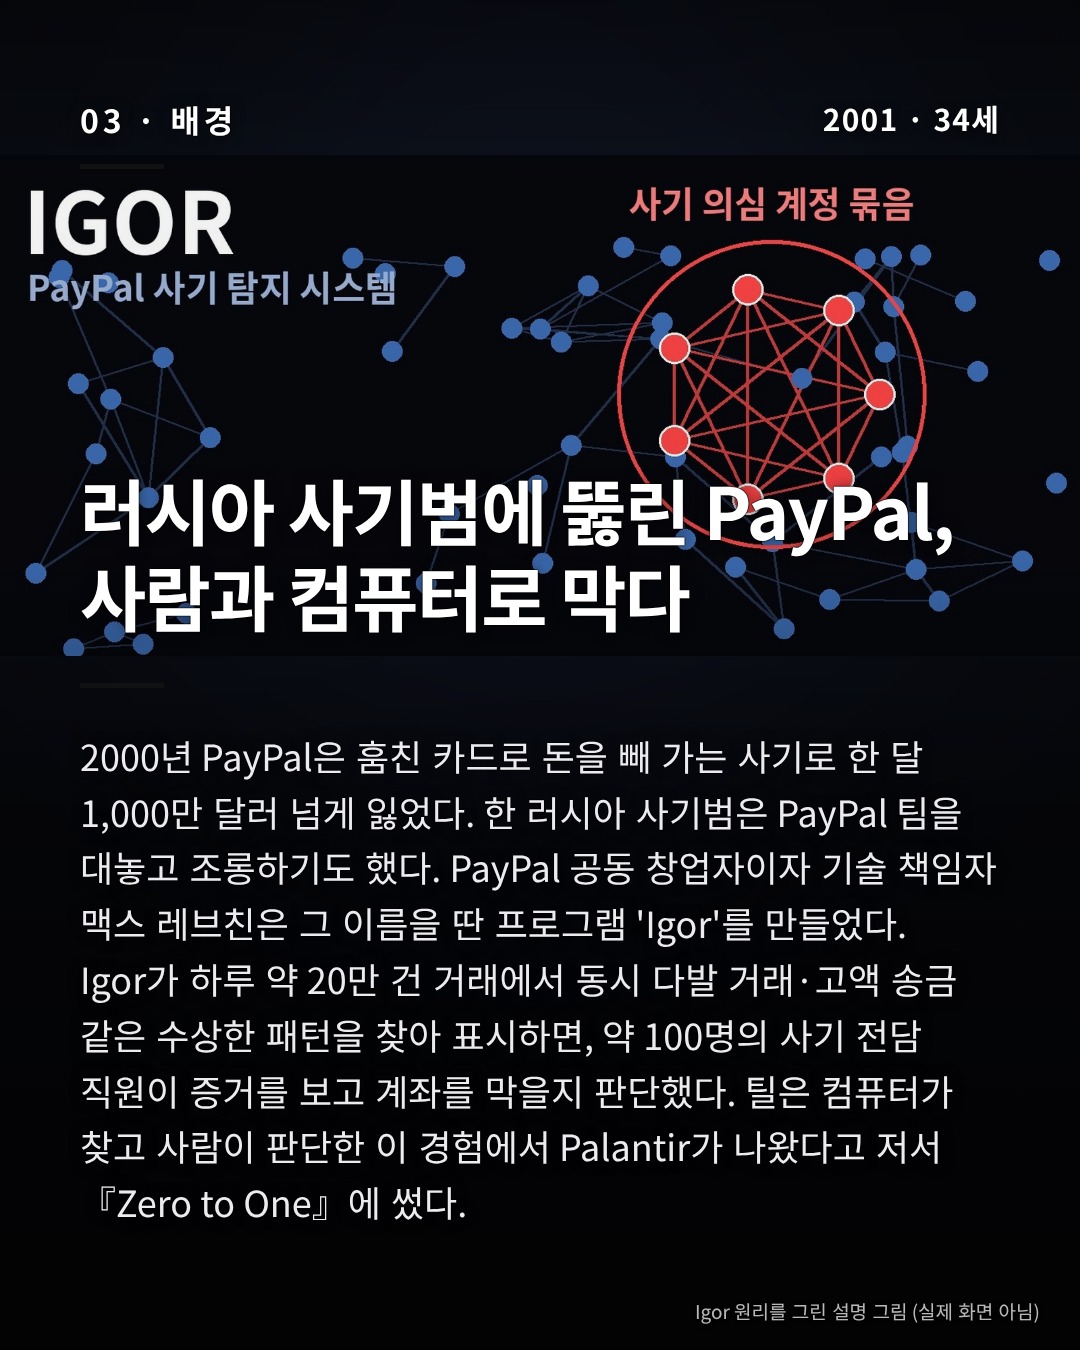 03 · 배경
2001 · 34세
IGOR
PayPal 사기 탐지 시스템
사기 의심 계정 묶음
러시아 사기범에 뚫린 PayPal,
사람과 컴퓨터로 막다
2000년 PayPal은 훔친 카드로 돈을 빼 가는 사기로 한 달
1,000만 달러 넘게 잃었다. 한 러시아 사기범은 PayPal 팀을
대놓고 조롱하기도 했다. PayPal 공동 창업자이자 기술 책임자
맥스 레브친은 그 이름을 딴 프로그램 'Igor'를 만들었다.
Igor가 하루 약 20만 건 거래에서 동시 다발 거래·고액 송금
같은 수상한 패턴을 찾아 표시하면, 약 100명의 사기 전담
직원이 증거를 보고 계좌를 막을지 판단했다. 틸은 컴퓨터가
찾고 사람이 판단한 이 경험에서 Palantir가 나왔다고 저서
『Zero to One』에 썼다.
Igor 원리를 그린 설명 그림 (실제 화면 아님)